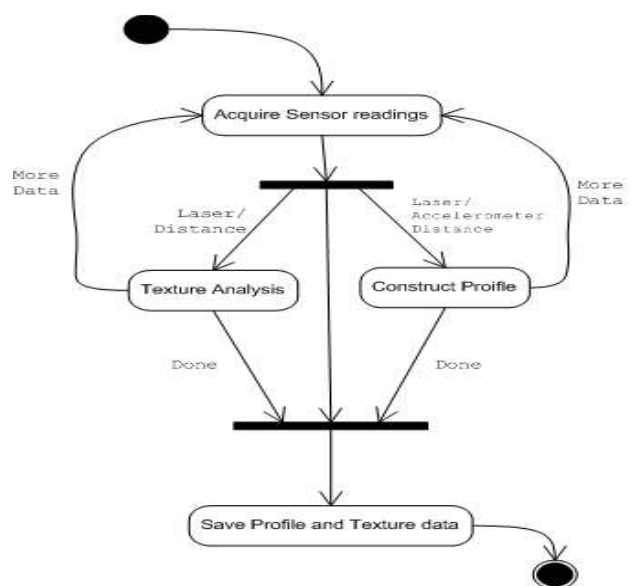 Acquire Sensor readings
More
Data
More
Data
Laser/
Distance
Laser/
Accelerometer
Distance
Texture Analysis
Construct Proifle
Done
Done
Save Profile and Texture data